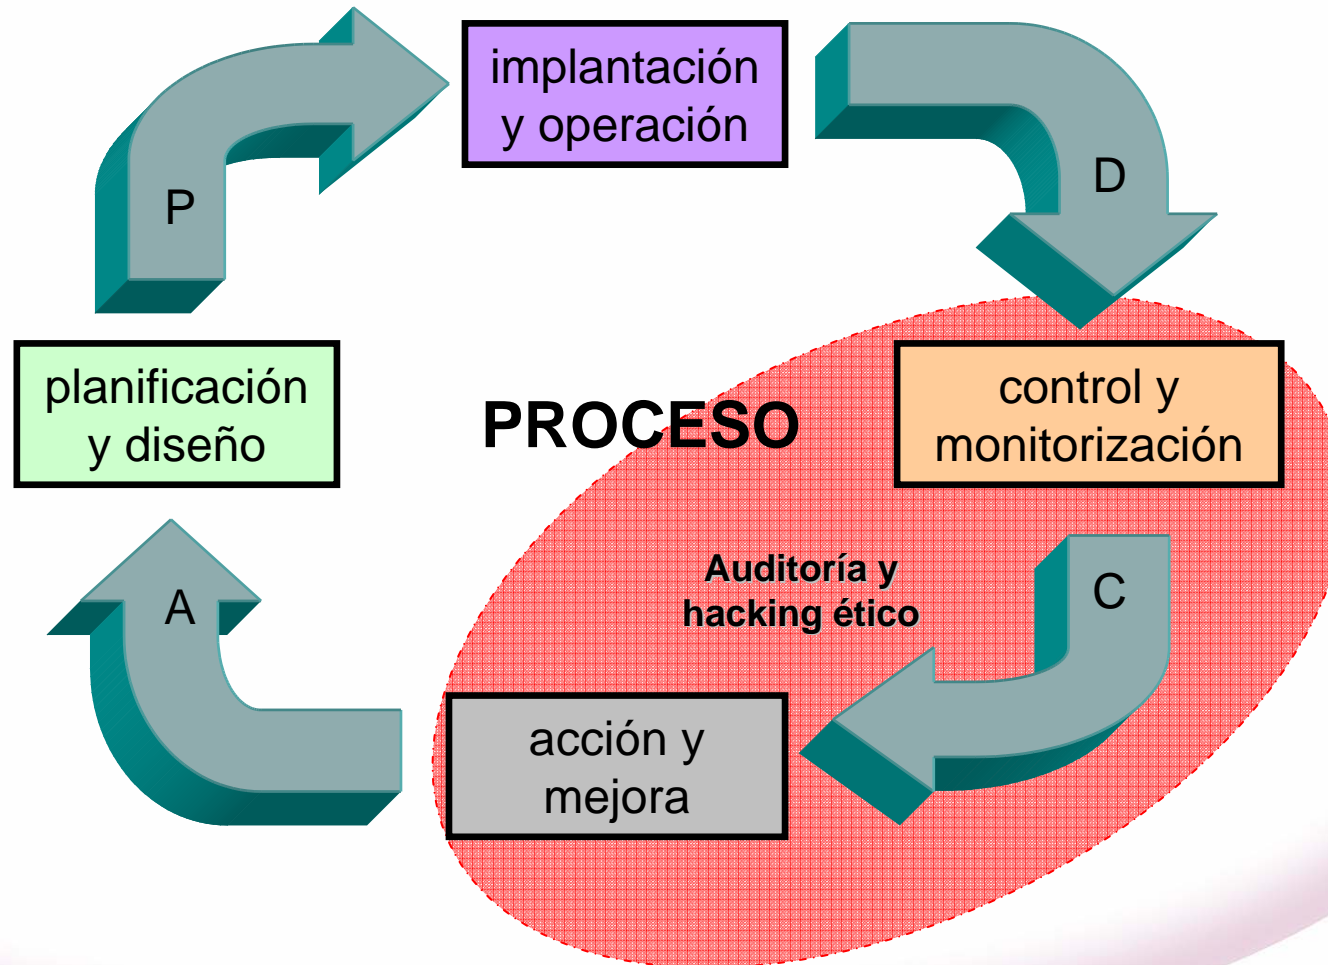 implantación
y operación
P
D
planificación
y diseño
PROCESO
control y
monitorización
Auditoría y
hacking ético
A
C
acción y
mejora